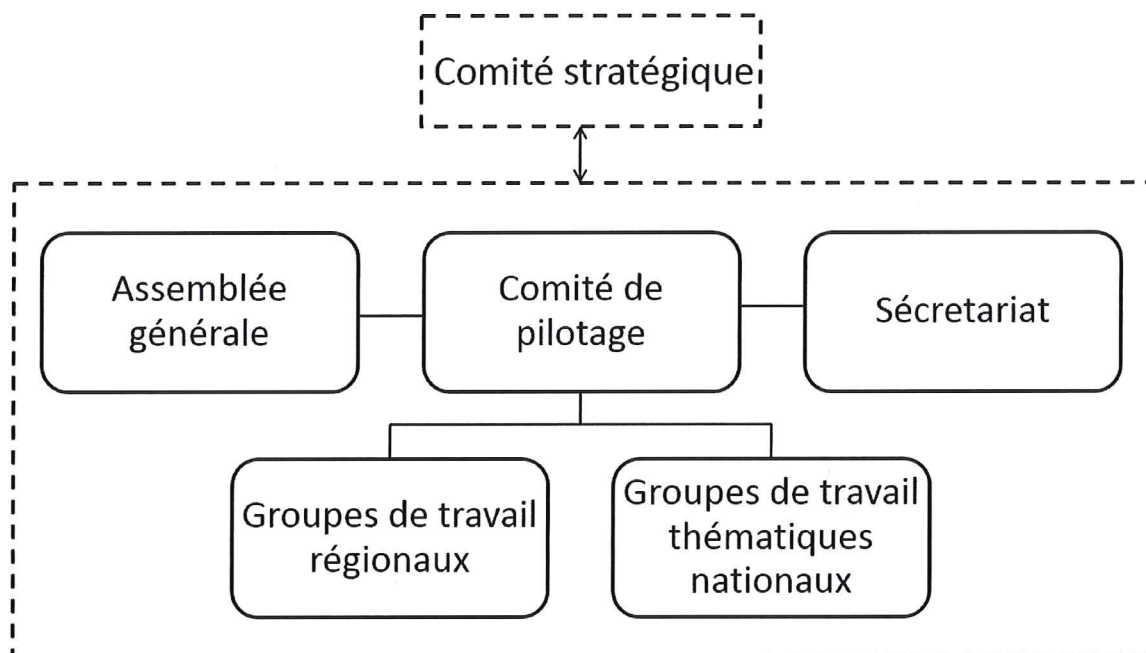 Comité stratégique
Assemblée
générale
Comité de
pilotage
Sécretariat
Groupes de travail
régionaux
Groupes de travail
thématiques
nationaux